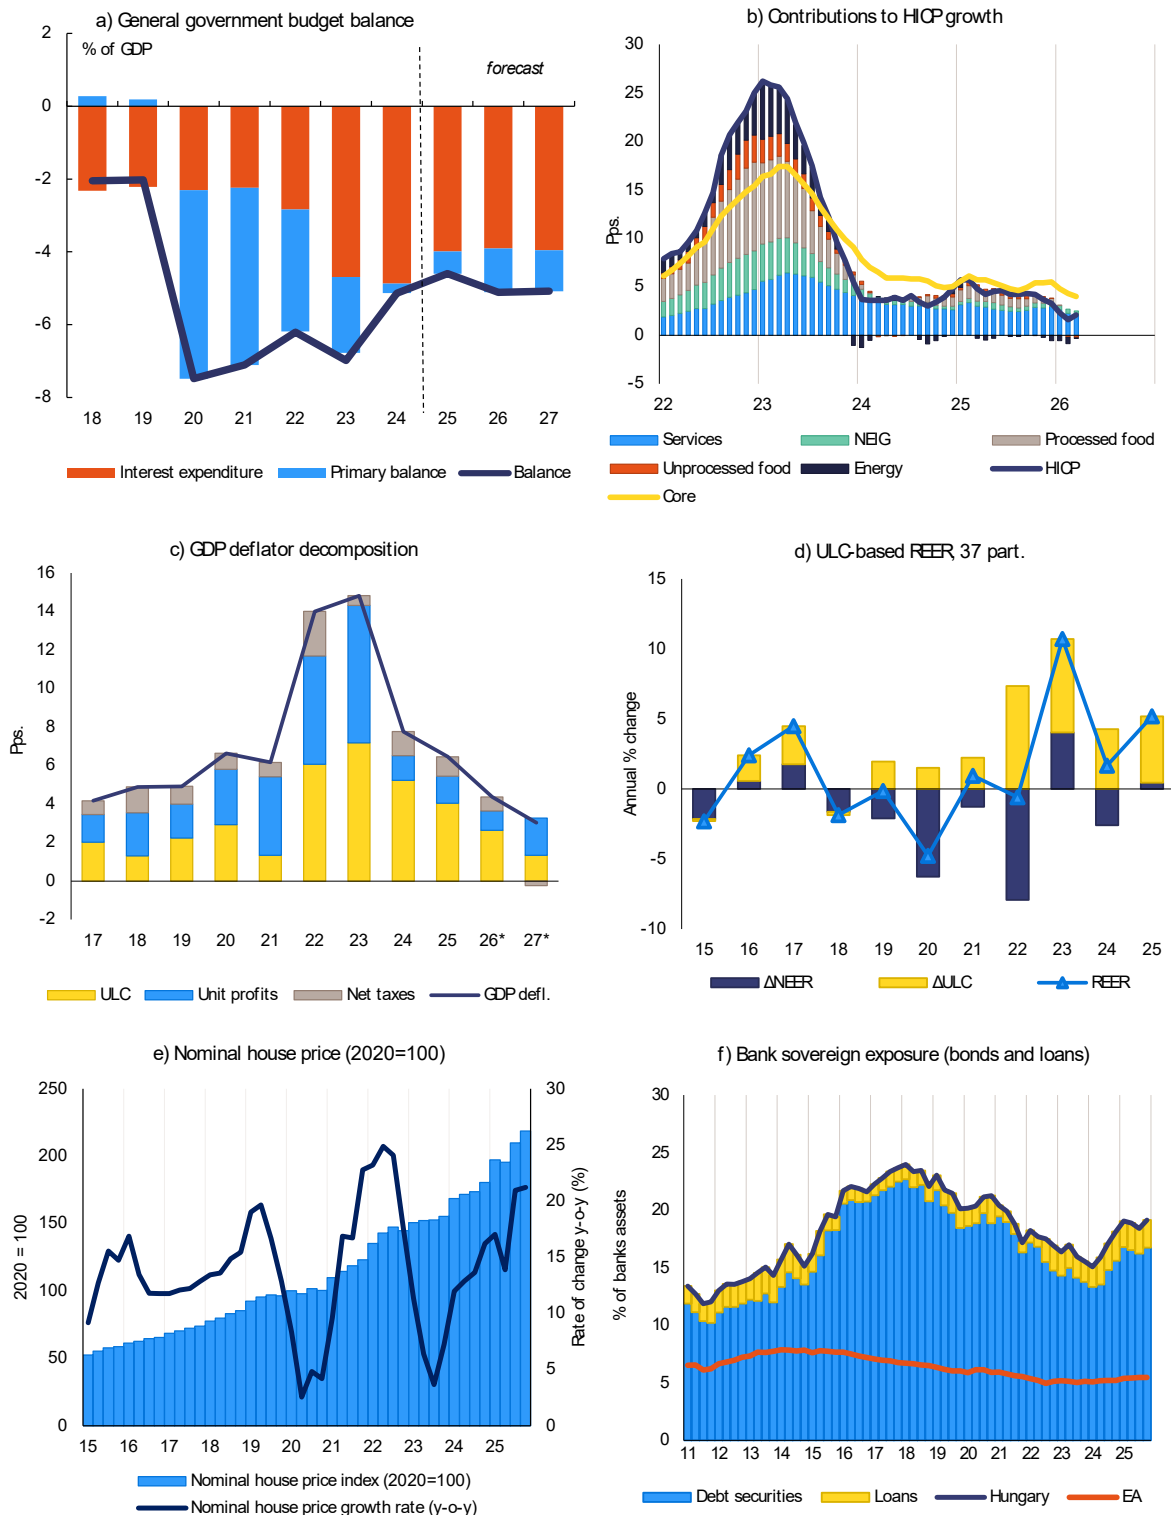 a) General government budget balance
% of GDP
forecast
2
0
-2
-4
-6
-8
18 19 20 21 22 23 24 25 26 27
Interest expenditure Primary balance Balance
b) Contributions to HICP growth
Pps.
30
25
20
15
10
5
0
-5
22 23 24 25 26
Services NEIG Processed food
Unprocessed food Energy HICP
Core
c) GDP deflator decomposition
Pps.
16
14
12
10
8
6
4
2
0
-2
17 18 19 20 21 22 23 24 25 26* 27*
ULC Unit profits Net taxes GDP defl.
d) ULC-based REER, 37 part.
Annual % change
15
10
5
0
-5
-10
15 16 17 18 19 20 21 22 23 24 25
ΔNEER ΔULC REER
e) Nominal house price (2020=100)
2020 = 100
250
200
150
100
50
0
Rate of change y-o-y (%)
30
25
20
15
10
5
0
15 16 17 18 19 20 21 22 23 24 25
Nominal house price index (2020=100)
Nominal house price growth rate (y-o-y)
f) Bank sovereign exposure (bonds and loans)
% of banks assets
30
25
20
15
10
5
0
11 12 13 14 15 16 17 18 19 20 21 22 23 24 25
Debt securities Loans Hungary EA